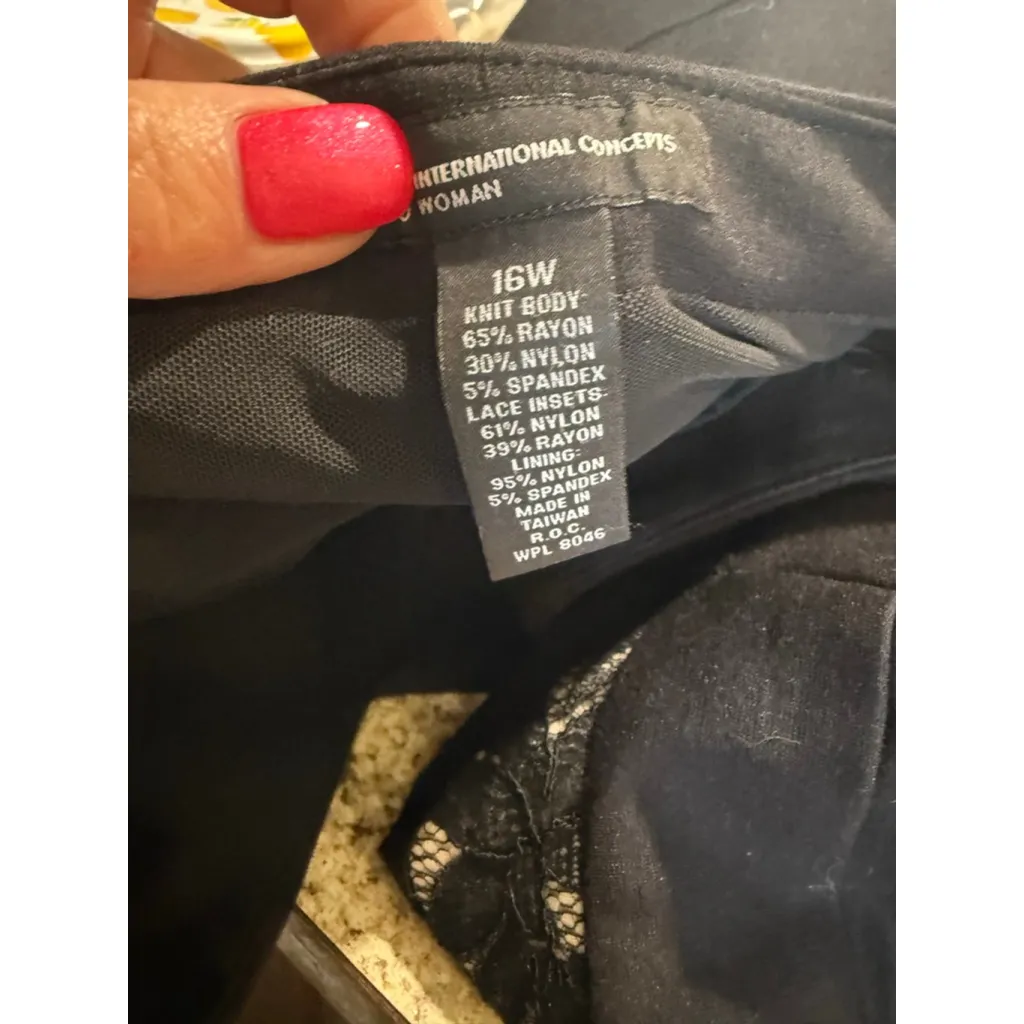 INTERNATIONAL CONCEPTS
WOMAN
16W
KNIT BODY-
65% RAYON
30% NYLON
5% SPANDEX
LACE INSETS-
61% NYLON
39% RAYON
LINING:
95% NYLON
5% SPANDEX
MADE IN
TAIWAN
R.O.C.
WPL 8046